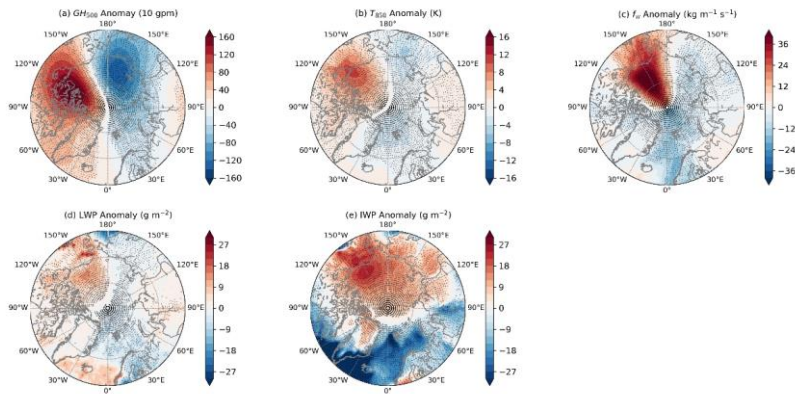 (a) GH500 Anomay (10 gpm)
180°
150°W
150°E
120°W
120°E
90°W
90°E
60°W
60°E
30°W
30°E
0°
160
120
80
40
0
−40
−80
−120
−160
(b) T850 Anomaly (K)
180°
150°W
150°E
120°W
120°E
90°W
90°E
60°W
60°E
30°W
30°E
0°
16
12
8
4
0
−4
−8
−12
−16
(c) fw Anomaly (kg m−1 s−1)
180°
150°W
150°E
120°W
120°E
90°W
90°E
60°W
60°E
30°W
30°E
0°
36
24
12
0
−12
−24
−36
(d) LWP Anomaly (g m−2)
180°
150°W
150°E
120°W
120°E
90°W
90°E
60°W
60°E
30°W
30°E
0°
27
18
9
0
−9
−18
−27
(e) IWP Anomaly (g m−2)
180°
150°W
150°E
120°W
120°E
90°W
90°E
60°W
60°E
30°W
30°E
0°
27
18
9
0
−9
−18
−27